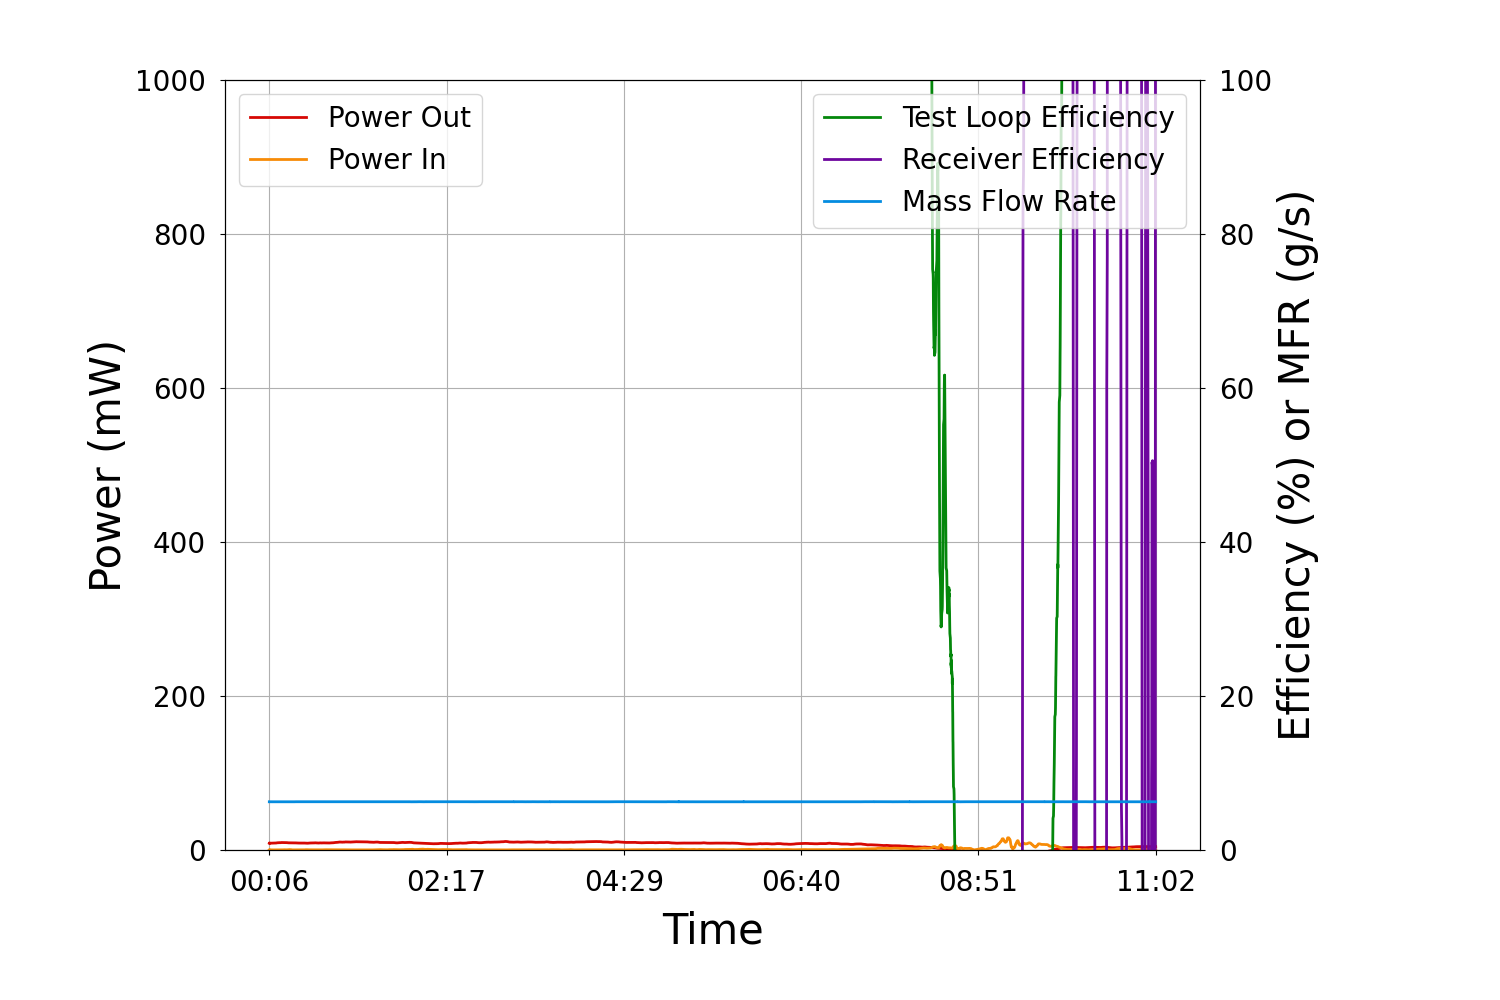 1000
800
600
400
200
0
Power (mW)
Power Out
Power In
Test Loop Efficiency
Receiver Efficiency
Mass Flow Rate
100
80
60
40
20
0
Efficiency (%) or MFR (g/s)
00:06 02:17 04:29 06:40 08:51 11:02
Time